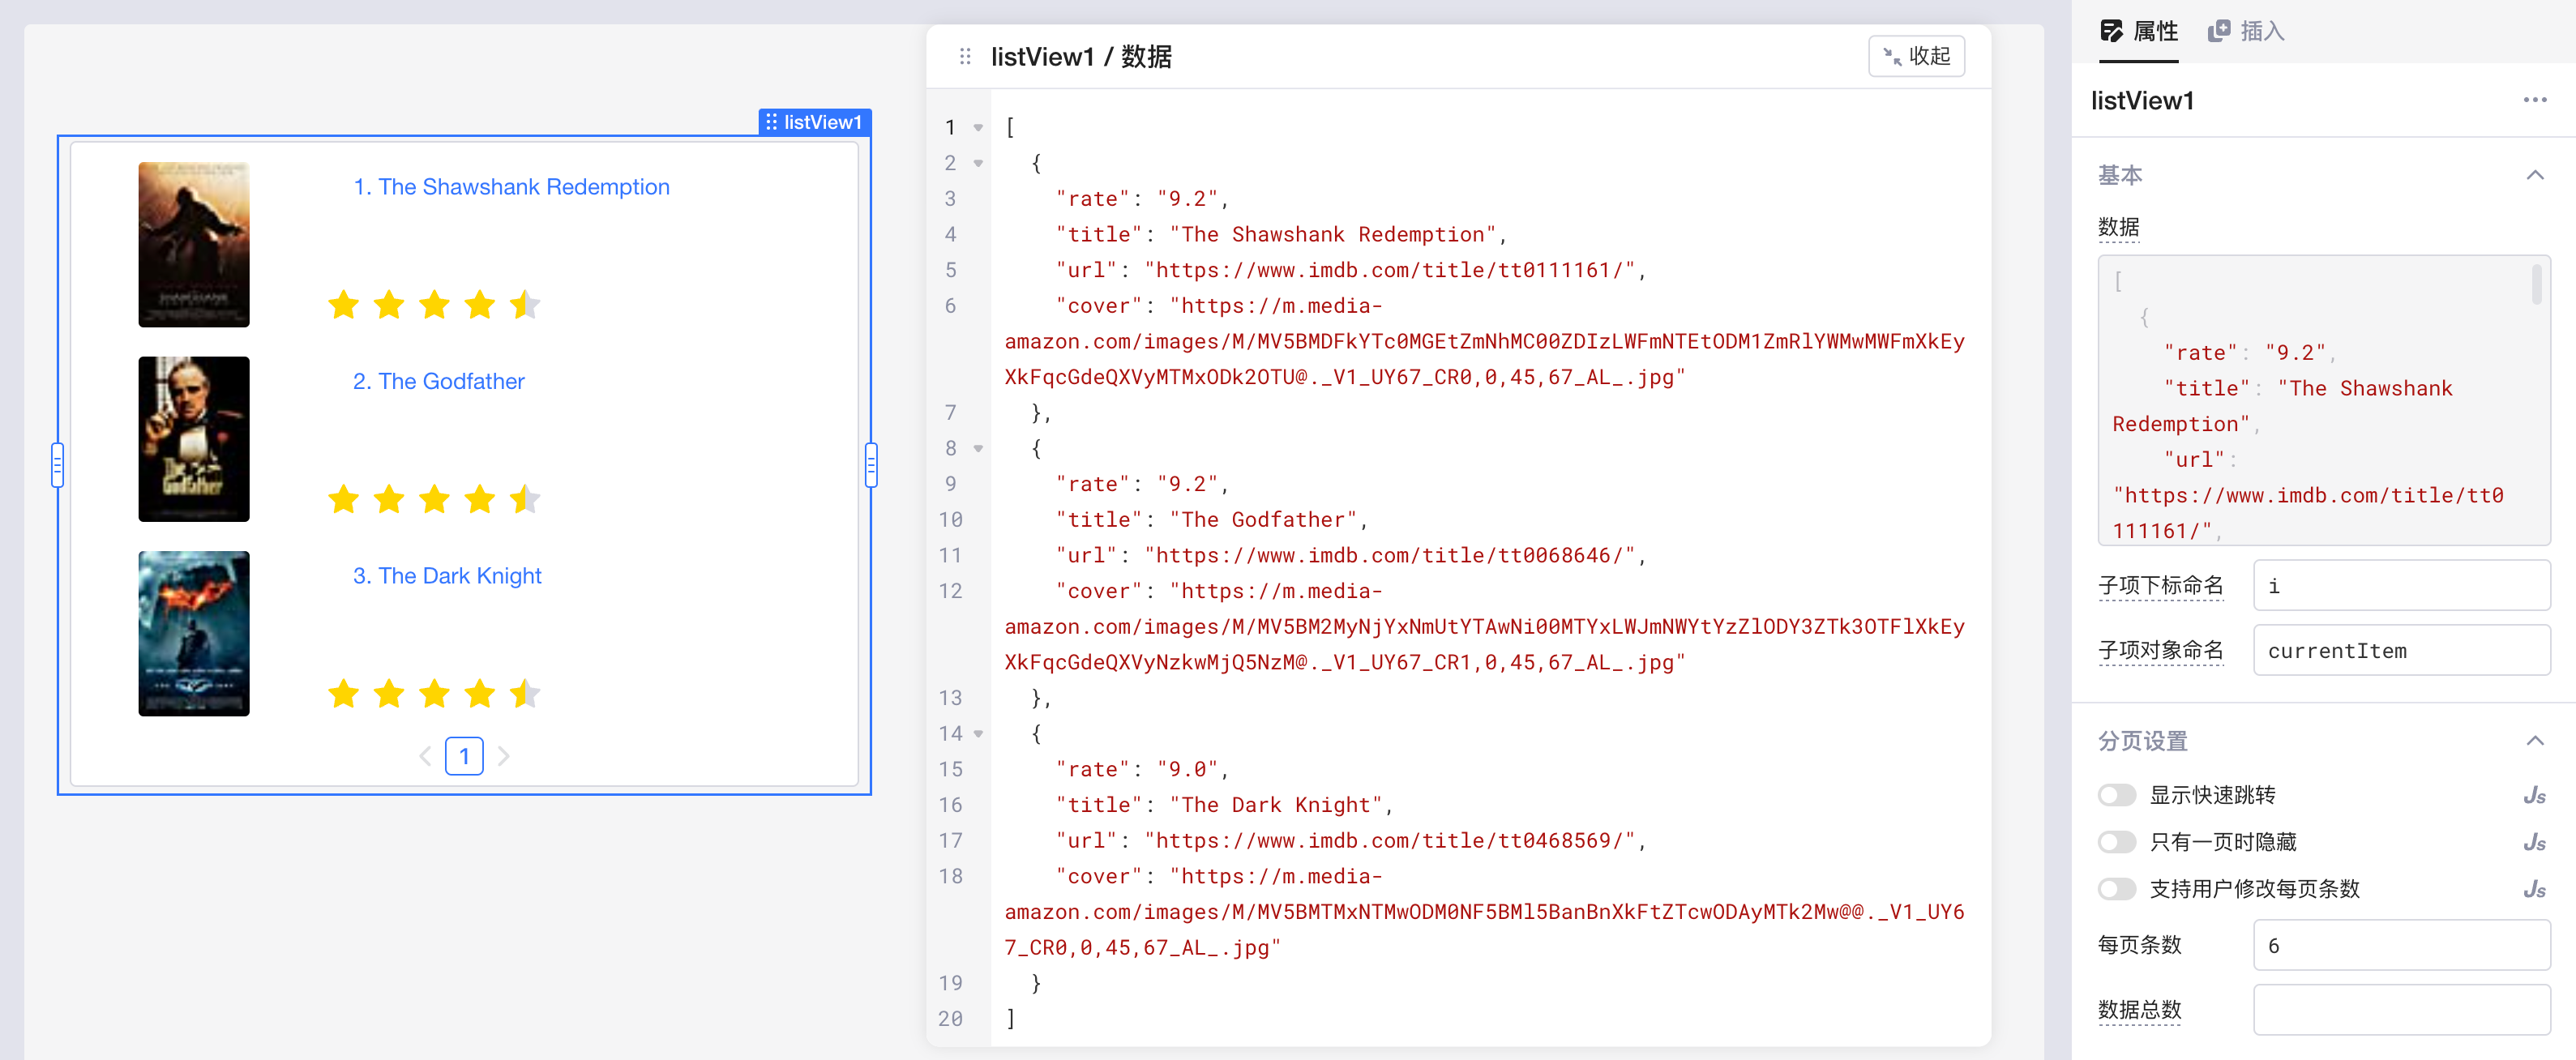 listView1
1. The Shawshank Redemption
2. The Godfather
3. The Dark Knight
1
listView1 / 数据
收起
1 [
2 {
3 "rate": "9.2",
4 "title": "The Shawshank Redemption",
5 "url": "https://www.imdb.com/title/tt0111161/",
6 "cover": "https://m.media-
amazon.com/images/M/MV5BMDFkYTc0MGEtZmNhMC00ZDIzLWFmNTEtODM1ZmRlYWMwMWFmXkEy
XkFqcGdeQXVyMTMxODk2OTU@._V1_UY67_CR0,0,45,67_AL_.jpg"
7 },
8 {
9 "rate": "9.2",
10 "title": "The Godfather",
11 "url": "https://www.imdb.com/title/tt0068646/",
12 "cover": "https://m.media-
amazon.com/images/M/MV5BM2MyNjYxNmUtYTAwNi00MTYxLWJmNWYtYzZlODY3ZTk3OTFlXkEy
XkFqcGdeQXVyNzkwMjQ5NzM@._V1_UY67_CR1,0,45,67_AL_.jpg"
13 },
14 {
15 "rate": "9.0",
16 "title": "The Dark Knight",
17 "url": "https://www.imdb.com/title/tt0468569/",
18 "cover": "https://m.media-
amazon.com/images/M/MV5BMTMxNTMwODM0NF5BMl5BanBnXkFtZTcwODAyMTk2Mw@@._V1_UY6
7_CR0,0,45,67_AL_.jpg"
19 }
20 ]
属性
插入
listView1
基本
数据
[
{
"rate": "9.2",
"title": "The Shawshank
Redemption",
"url":
"https://www.imdb.com/title/tt0
111161/",
子项下标命名 i
子项对象命名 currentItem
分页设置
显示快速跳转 Js
只有一页时隐藏 Js
支持用户修改每页条数 Js
每页条数 6
数据总数